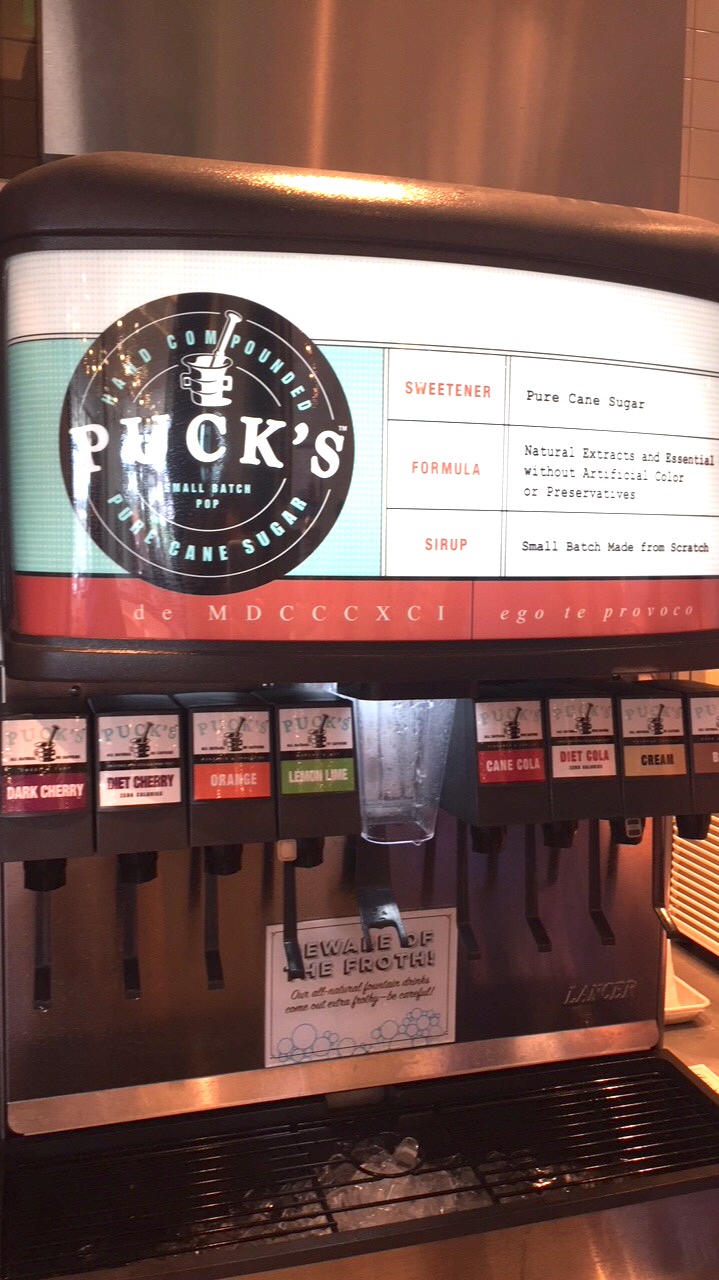 HAND COMPOUNDED
PUCK'S™
SMALL BATCH
POP
PURE CANE SUGAR
SWEETENER
Pure Cane Sugar
FORMULA
Natural Extracts and Essential
without Artificial Color
or Preservatives
SIRUP
Small Batch Made from Scratch
de MDCCCXCI
ego te provoco
PUCK'S
DARK CHERRY
PUCK'S
DIET CHERRY
ZERO CALORIES
PUCK'S
ORANGE
PUCK'S
LEMON LIME
PUCK'S
CANE COLA
PUCK'S
DIET COLA
ZERO CALORIES
PUCK'S
CREAM
BEWARE OF
THE FROTH!
Our all-natural fountain drinks
come out extra frothy—be careful!
LANCER